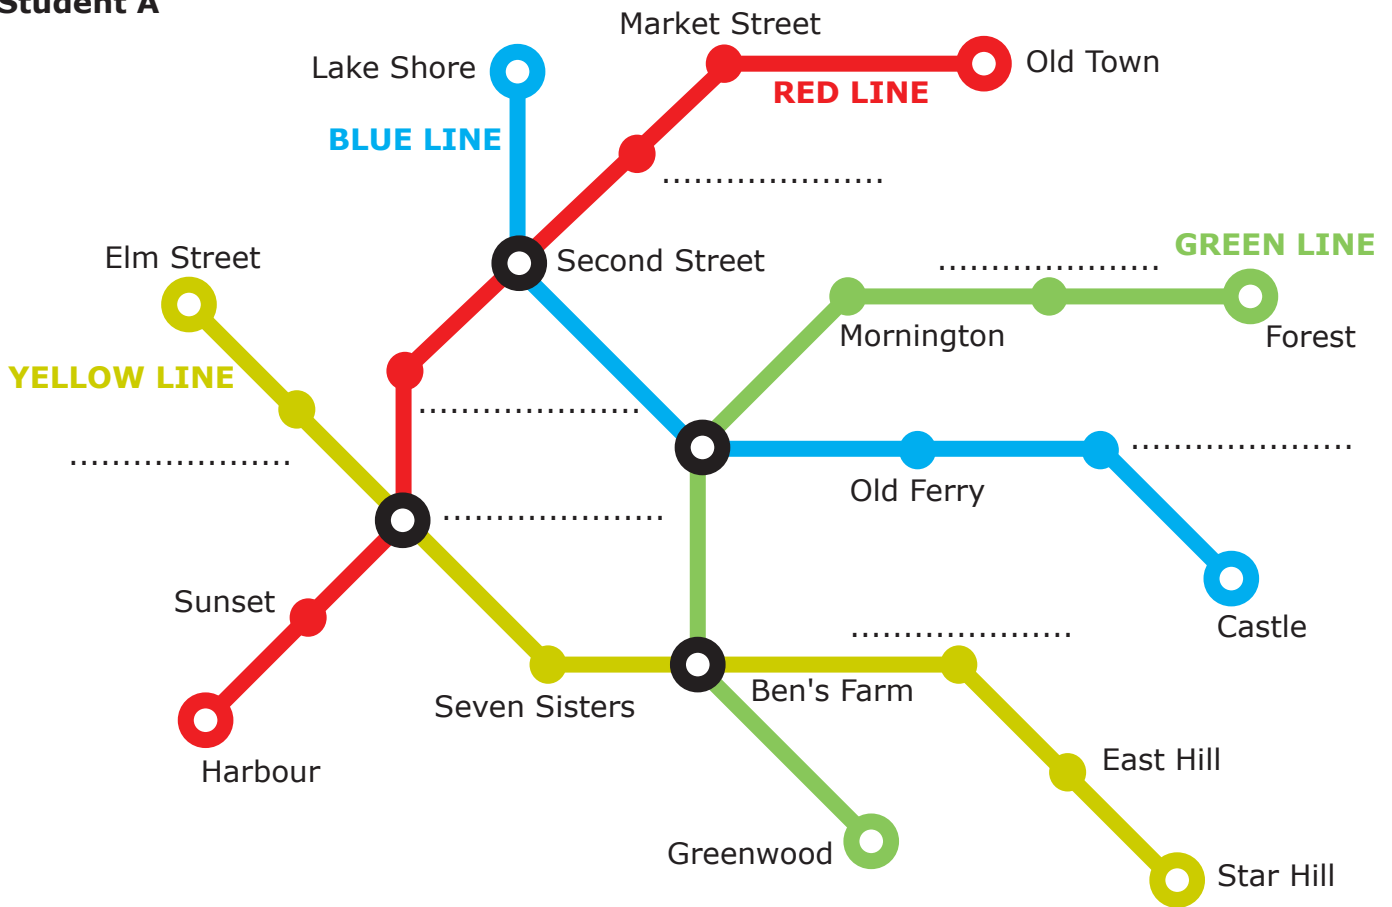 Student A
Market Street
Lake Shore
Old Town
RED LINE
BLUE LINE
.....................
GREEN LINE
Elm Street
Second Street
.....................
Mornington
Forest
YELLOW LINE
.....................
.....................
.....................
Old Ferry
.....................
Sunset
Castle
.....................
Seven Sisters
Ben's Farm
Harbour
East Hill
Greenwood
Star Hill